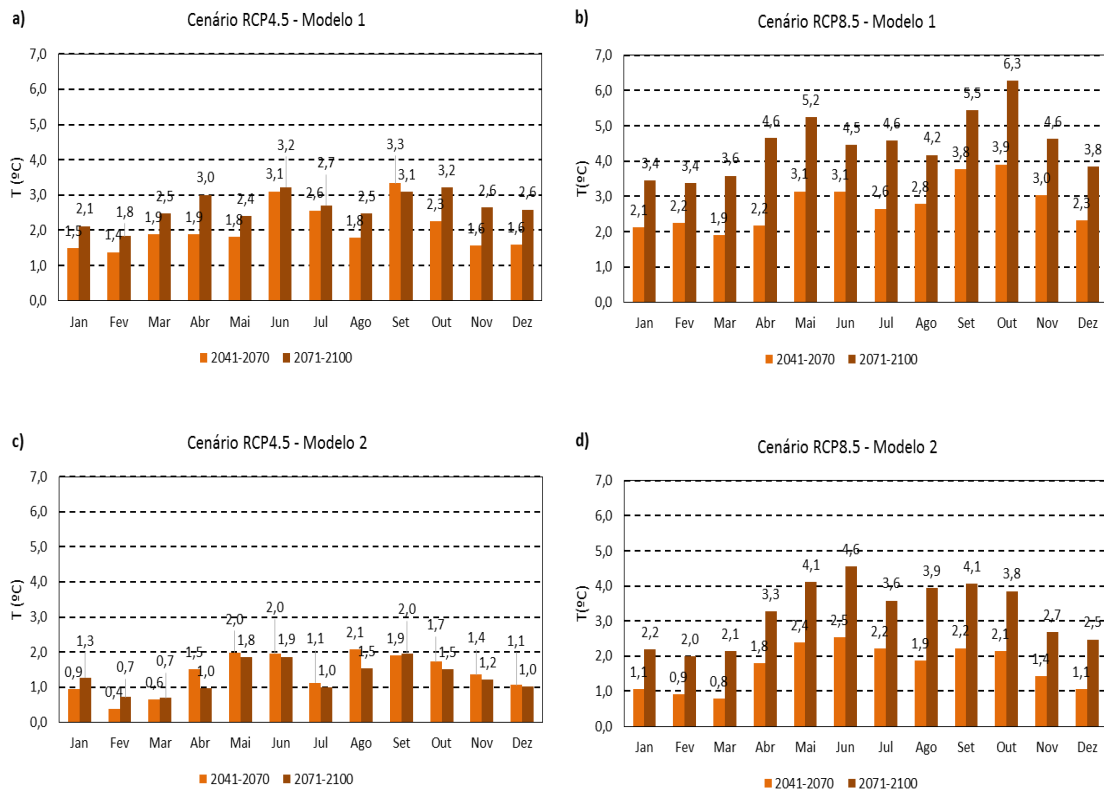 a)
Cenário RCP4.5 - Modelo 1
T (ºC)
7,0
6,0
5,0
4,0
3,0
2,0
1,0
0,0
1,5 2,1 1,4 1,8 1,9 2,5 1,9 3,0 1,8 2,4 3,1 3,2 2,6 2,7 1,8 2,5 3,3 3,1 2,3 3,2 1,6 2,6 1,6 2,6
Jan Fev Mar Abr Mai Jun Jul Ago Set Out Nov Dez
2041-2070 2071-2100
b)
Cenário RCP8.5 - Modelo 1
T(ºC)
7,0
6,0
5,0
4,0
3,0
2,0
1,0
0,0
2,1 3,4 2,2 3,4 1,9 3,6 2,2 4,6 3,1 5,2 3,1 4,5 2,6 4,6 2,8 4,2 3,8 5,5 3,9 6,3 3,0 4,6 2,3 3,8
Jan Fev Mar Abr Mai Jun Jul Ago Set Out Nov Dez
2041-2070 2071-2100
c)
Cenário RCP4.5 - Modelo 2
T (ºC)
7,0
6,0
5,0
4,0
3,0
2,0
1,0
0,0
0,9 1,3 0,4 0,7 0,6 0,7 1,5 1,0 2,0 1,8 2,0 1,9 1,1 1,0 2,1 1,5 1,9 2,0 1,7 1,5 1,4 1,2 1,1 1,0
Jan Fev Mar Abr Mai Jun Jul Ago Set Out Nov Dez
2041-2070 2071-2100
d)
Cenário RCP8.5 - Modelo 2
T(ºC)
7,0
6,0
5,0
4,0
3,0
2,0
1,0
0,0
1,1 2,2 0,9 2,0 0,8 2,1 1,8 3,3 2,4 4,1 2,5 4,6 2,2 3,6 1,9 3,9 2,2 4,1 2,1 3,8 1,4 2,7 1,1 2,5
Jan Fev Mar Abr Mai Jun Jul Ago Set Out Nov Dez
2041-2070 2071-2100